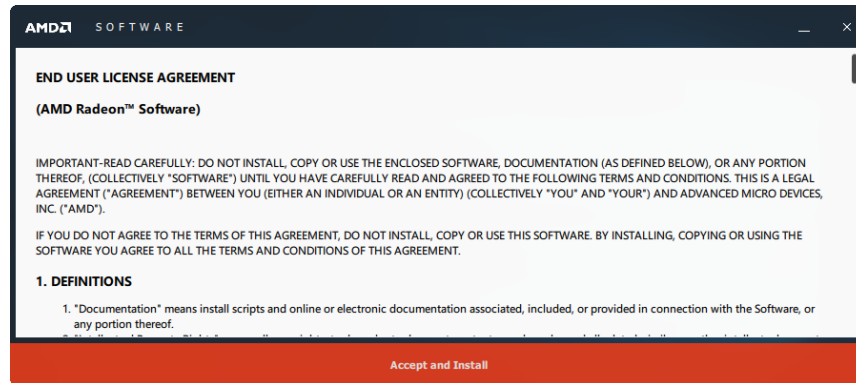 AMD SOFTWARE
END USER LICENSE AGREEMENT
(AMD Radeon™ Software)
IMPORTANT-READ CAREFULLY: DO NOT INSTALL, COPY OR USE THE ENCLOSED SOFTWARE, DOCUMENTATION (AS DEFINED BELOW), OR ANY PORTION
THEREOF, (COLLECTIVELY "SOFTWARE") UNTIL YOU HAVE CAREFULLY READ AND AGREED TO THE FOLLOWING TERMS AND CONDITIONS. THIS IS A LEGAL
AGREEMENT ("AGREEMENT") BETWEEN YOU (EITHER AN INDIVIDUAL OR AN ENTITY) (COLLECTIVELY "YOU" AND "YOUR") AND ADVANCED MICRO DEVICES,
INC. ("AMD").
IF YOU DO NOT AGREE TO THE TERMS OF THIS AGREEMENT, DO NOT INSTALL, COPY OR USE THIS SOFTWARE. BY INSTALLING, COPYING OR USING THE
SOFTWARE YOU AGREE TO ALL THE TERMS AND CONDITIONS OF THIS AGREEMENT.
1. DEFINITIONS
1. "Documentation" means install scripts and online or electronic documentation associated, included, or provided in connection with the Software, or
any portion thereof.
Accept and Install